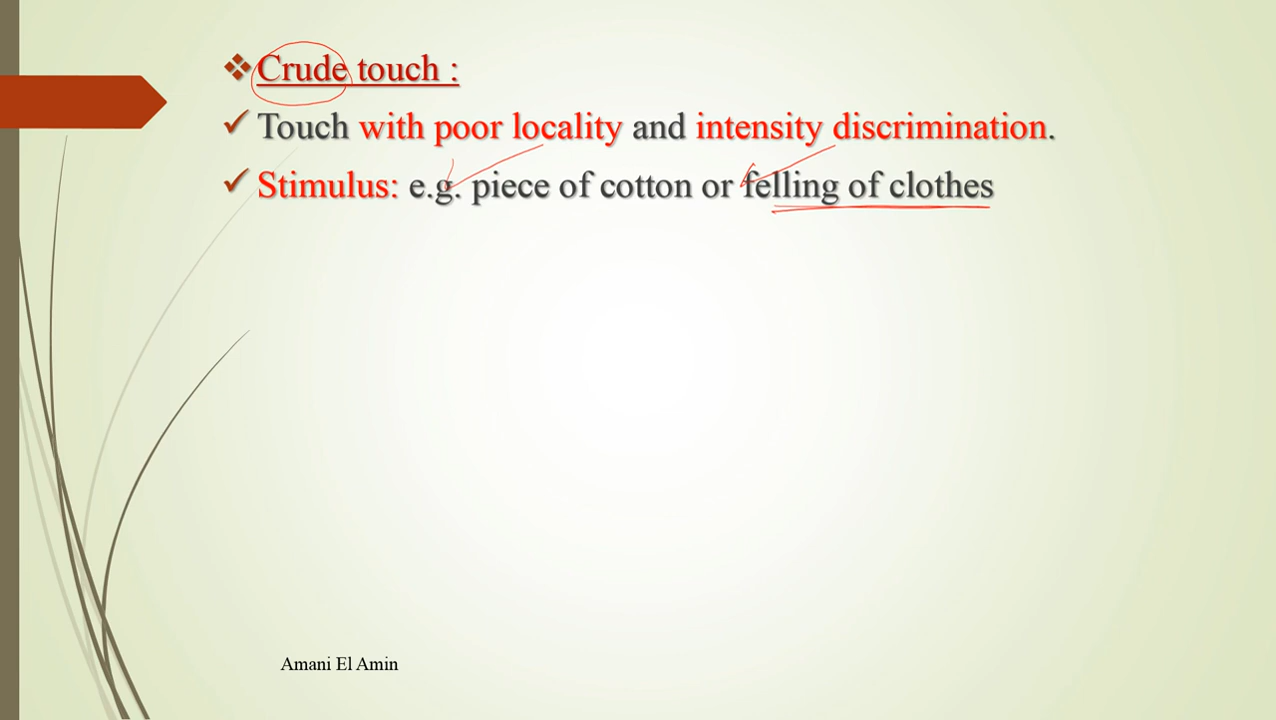 Crude touch :
Touch with poor locality and intensity discrimination.
Stimulus: e.g. piece of cotton or felling of clothes
Amani El Amin